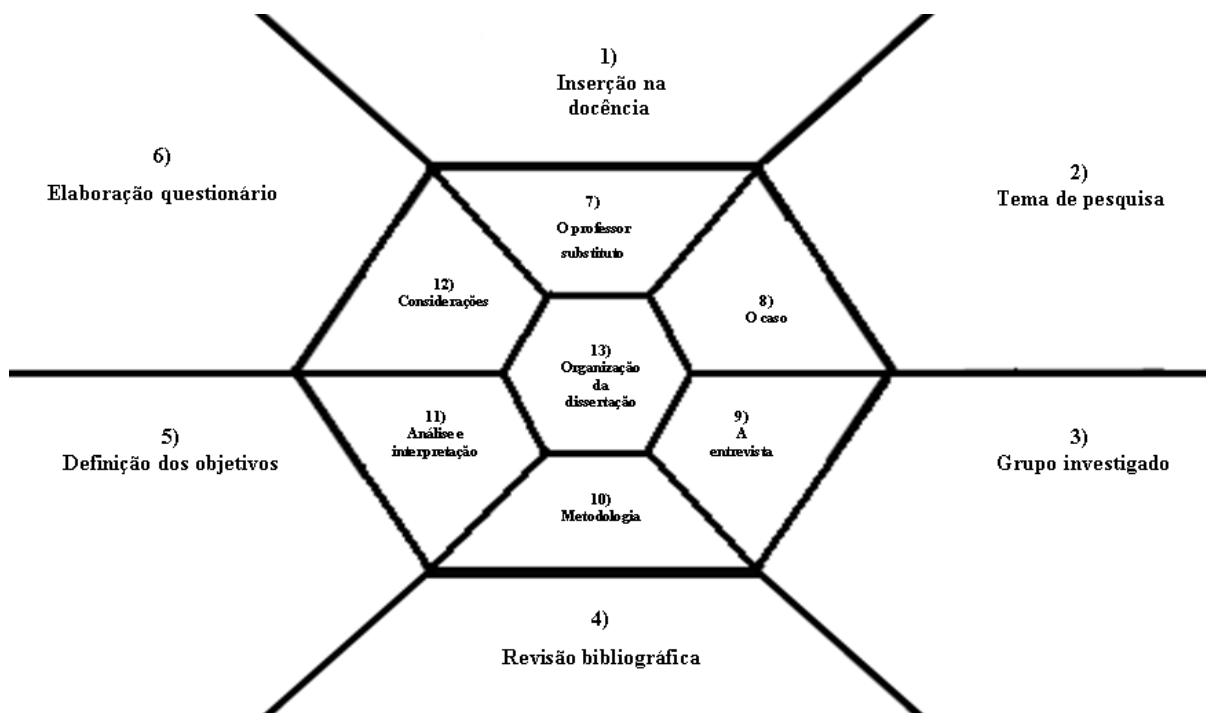 1)
Inserção na
docência
2)
Tema de pesquisa
3)
Grupo investigado
4)
Revisão bibliográfica
5)
Definição dos objetivos
6)
Elaboração questionário
7)
O professor
substituto
8)
O caso
9)
A
entrevista
10)
Metodologia
11)
Análise e
interpretação
12)
Considerações
13)
Organização
da
dissertação